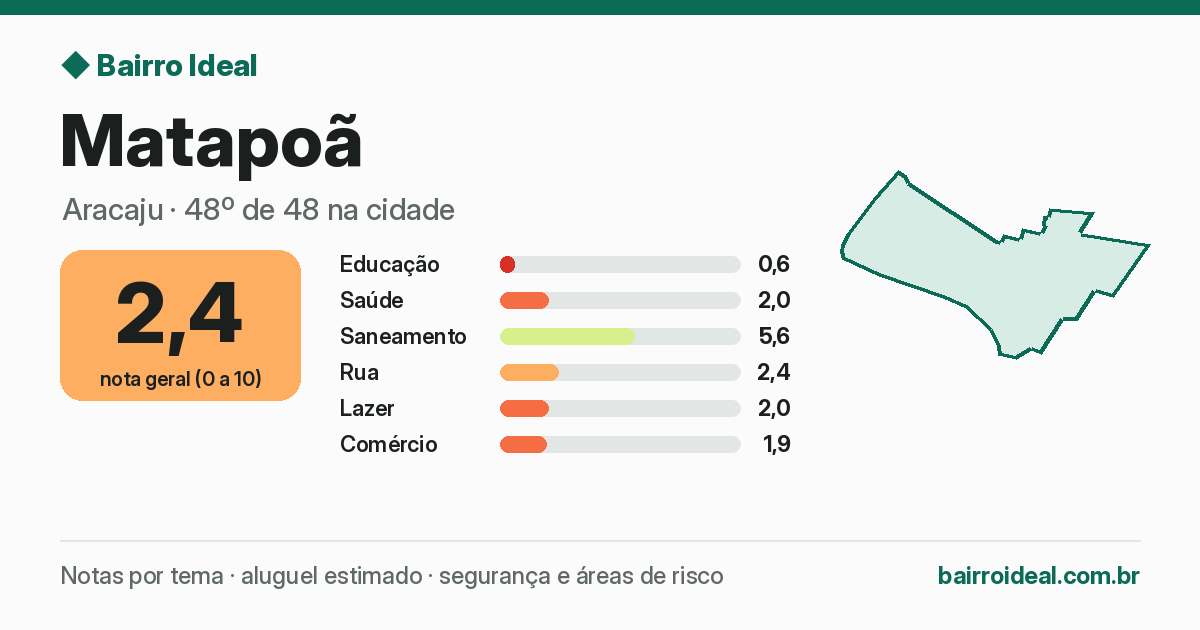 Bairro Ideal
Matapoã
Aracaju · 48º de 48 na cidade
2,4
nota geral (0 a 10)
Educação 0,6
Saúde 2,0
Saneamento 5,6
Rua 2,4
Lazer 2,0
Comércio 1,9
Notas por tema · aluguel estimado · segurança e áreas de risco
bairroideal.com.br